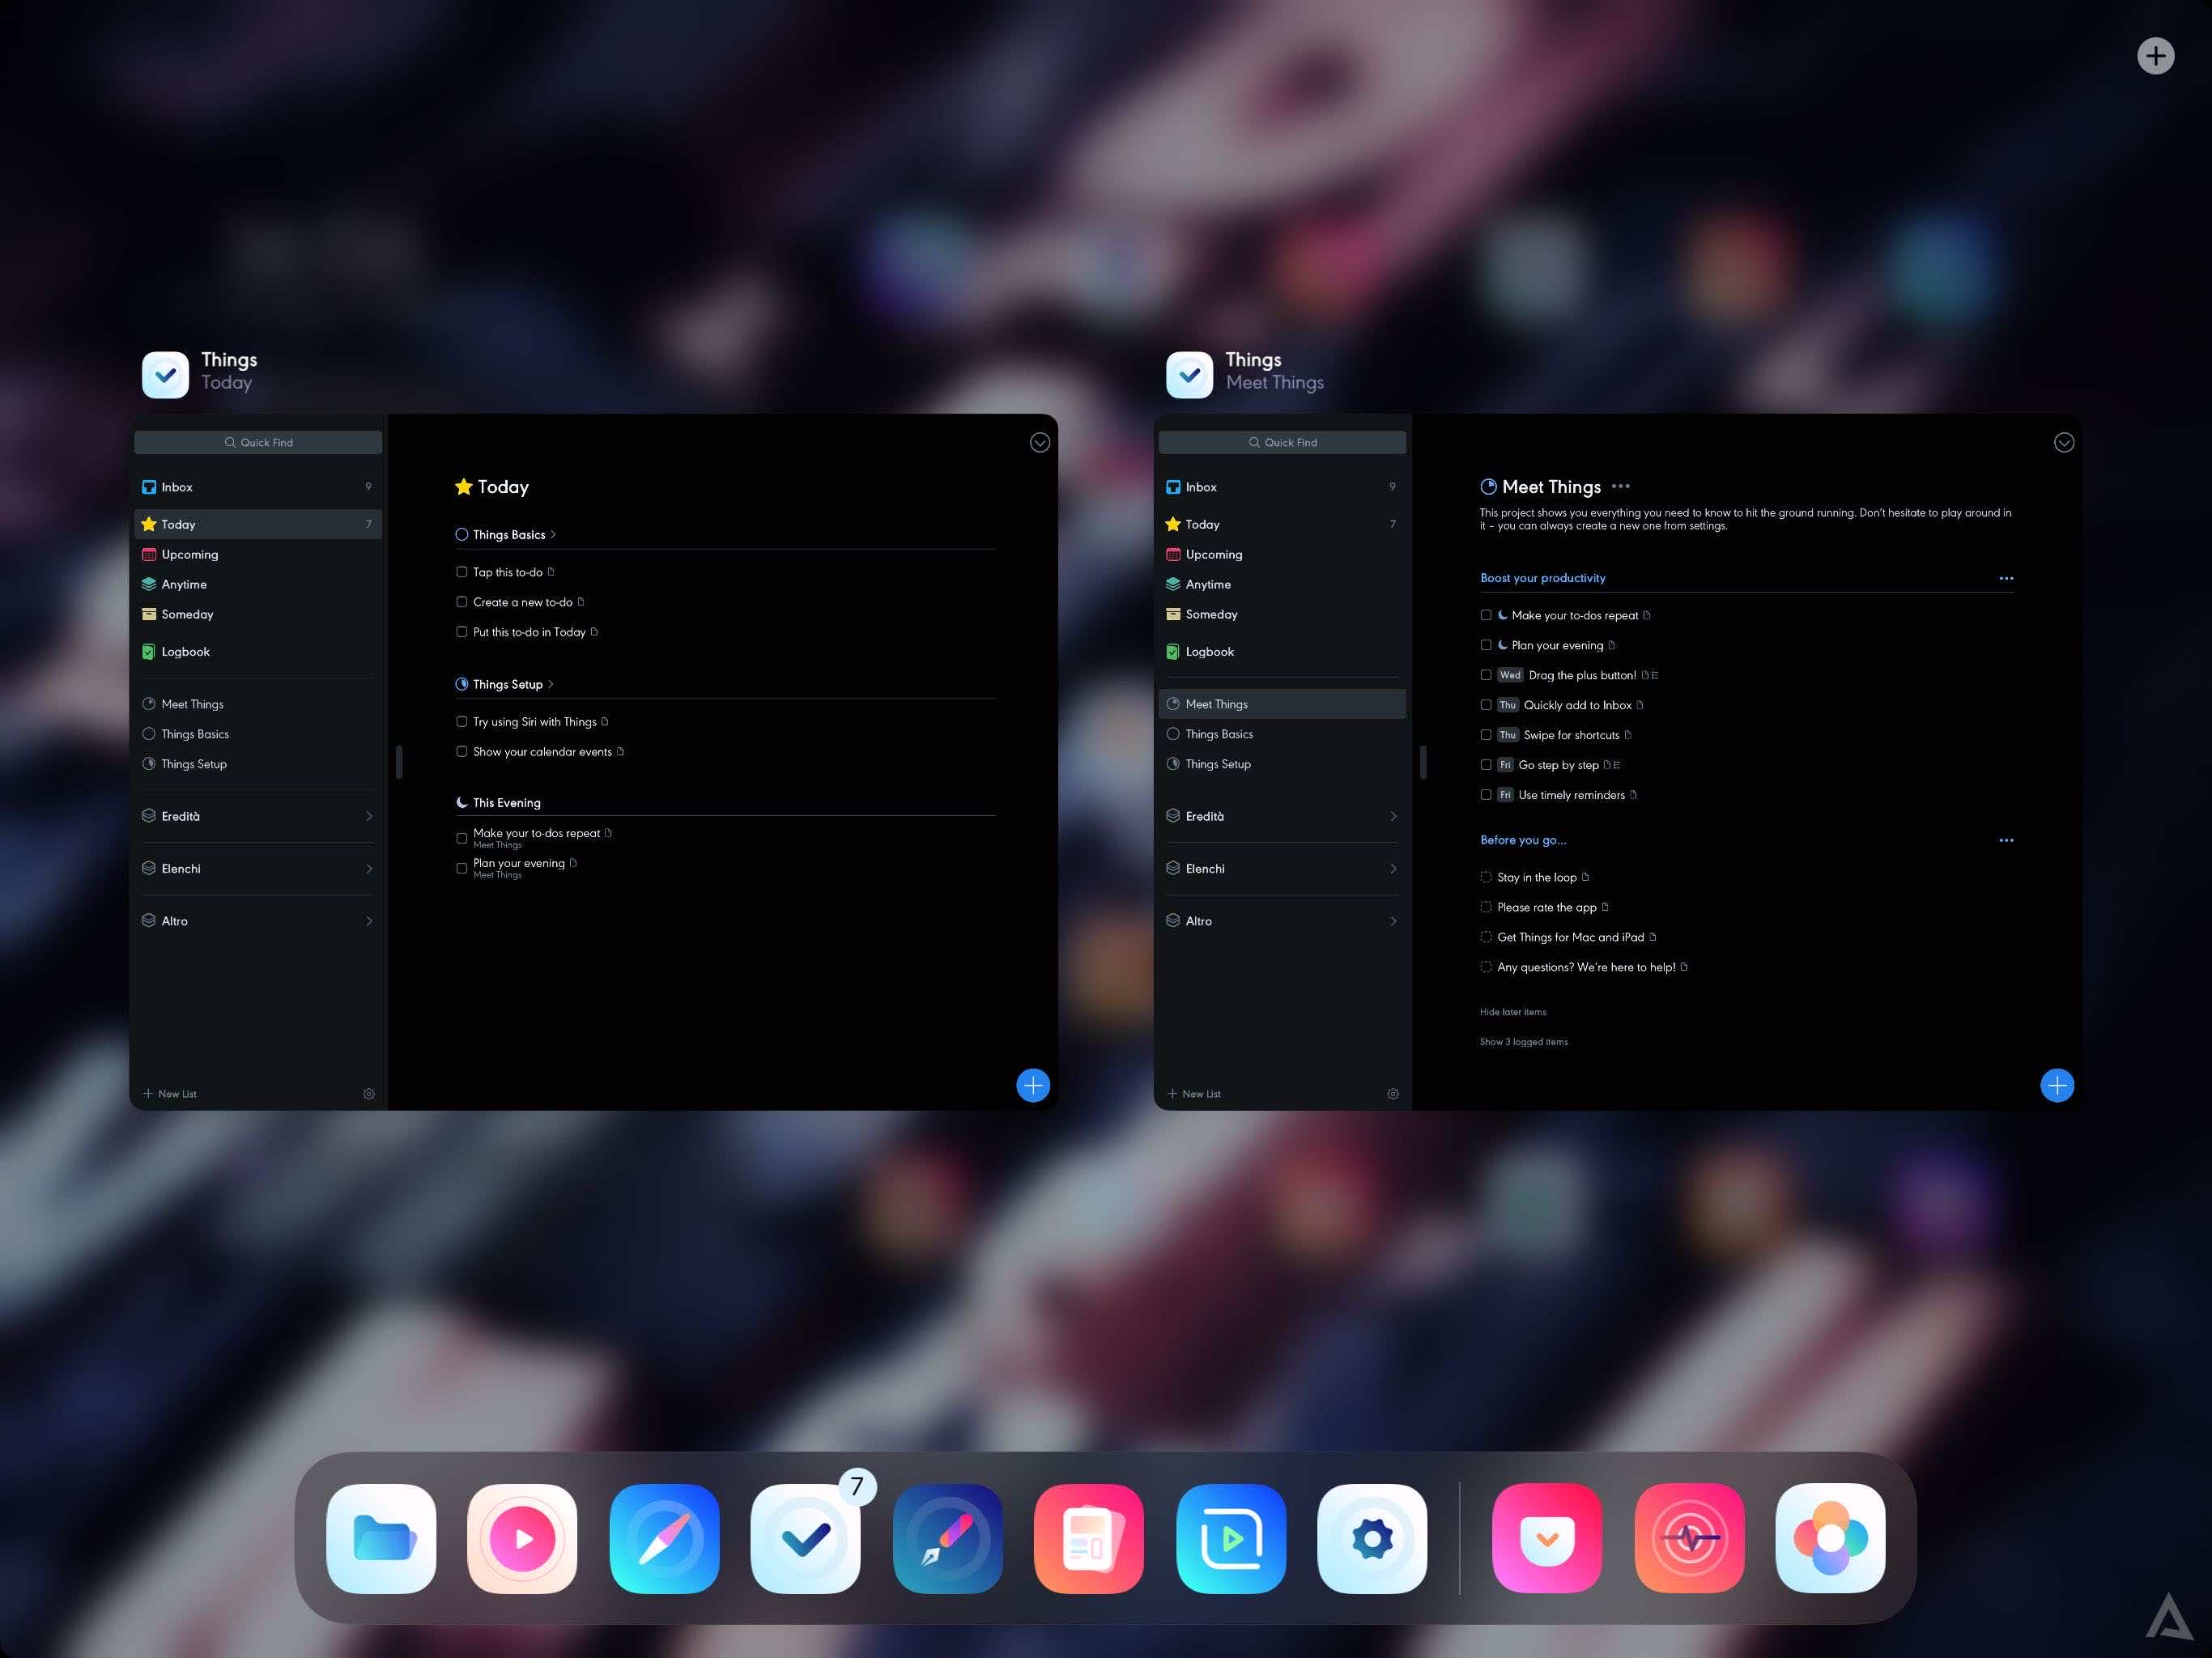 Things
Today
Quick Find
Inbox 9
Today 7
Upcoming
Anytime
Someday
Logbook
Meet Things
Things Basics
Things Setup
Eredità
Elenchi
Altro
New List
Today
Things Basics
Tap this to-do
Create a new to-do
Put this to-do in Today
Things Setup
Try using Siri with Things
Show your calendar events
This Evening
Make your to-dos repeat
Meet Things
Plan your evening
Meet Things
Things
Meet Things
Quick Find
Inbox 9
Today 7
Upcoming
Anytime
Someday
Logbook
Meet Things
Things Basics
Things Setup
Eredità
Elenchi
Altro
New List
Meet Things
This project shows you everything you need to know to hit the ground running. Don’t hesitate to play around in
it – you can always create a new one from settings.
Boost your productivity
Make your to-dos repeat
Plan your evening
Wed Drag the plus button!
Thu Quickly add to Inbox
Thu Swipe for shortcuts
Fri Go step by step
Fri Use timely reminders
Before you go...
Stay in the loop
Please rate the app
Get Things for Mac and iPad
Any questions? We’re here to help!
Hide later items
Show 3 logged items
7